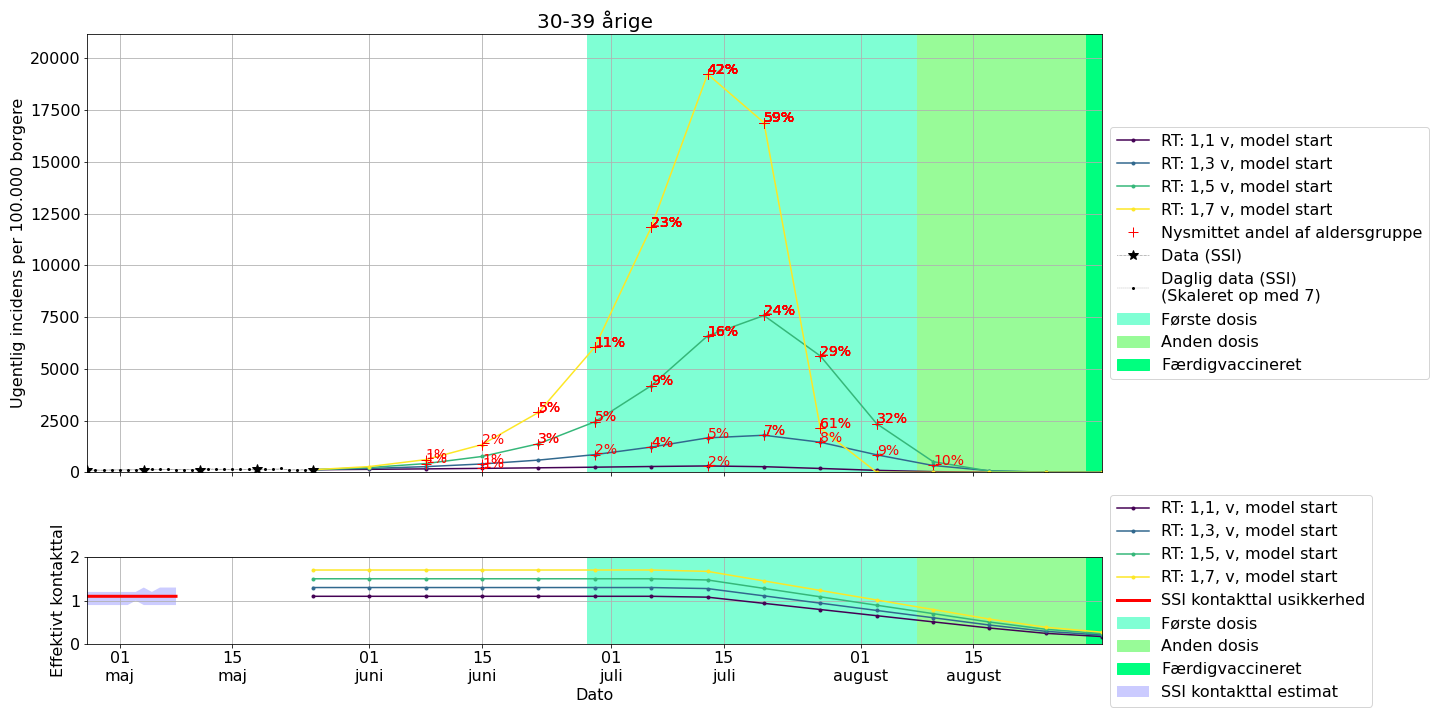 30-39 årige
Ugentlig incidens per 100.000 borgere
20000
17500
15000
12500
10000
7500
5000
2500
0
42%
59%
23%
11%
5%
2%
1%
61%
24%
16%
29%
9%
32%
5%
3%
10%
1%
7%
5%
8%
4%
9%
2%
1%
2%
RT: 1,1 v, model start
RT: 1,3 v, model start
RT: 1,5 v, model start
RT: 1,7 v, model start
Nysmittet andel af aldersgruppe
Data (SSI)
Daglig data (SSI)
(Skaleret op med 7)
Første dosis
Anden dosis
Færdigvaccineret
Effektivt kontakttal
2
1
0
01 15 01 15 01 15 01 15
maj maj juni juni juli juli august august
Dato
RT: 1,1, v, model start
RT: 1,3, v, model start
RT: 1,5, v, model start
RT: 1,7, v, model start
SSI kontakttal usikkerhed
Første dosis
Anden dosis
Færdigvaccineret
SSI kontakttal estimat